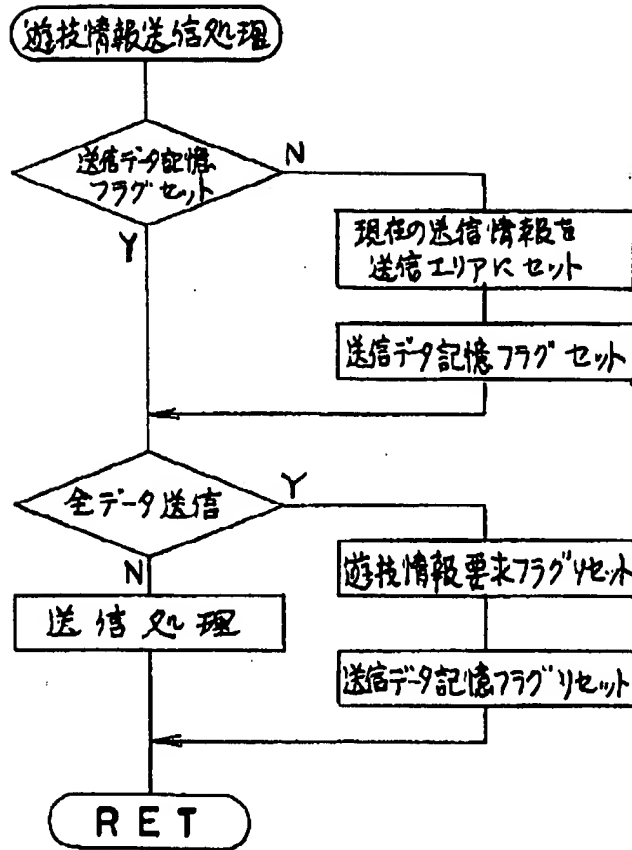 遊技情報送信処理
送信データ記憶
フラグセット
N
Y
現在の送信情報を
送信エリアにセット
送信データ記憶フラグセット
全データ送信
Y
N
遊技情報要求フラグリセット
送信データ記憶フラグリセット
送信処理
RET